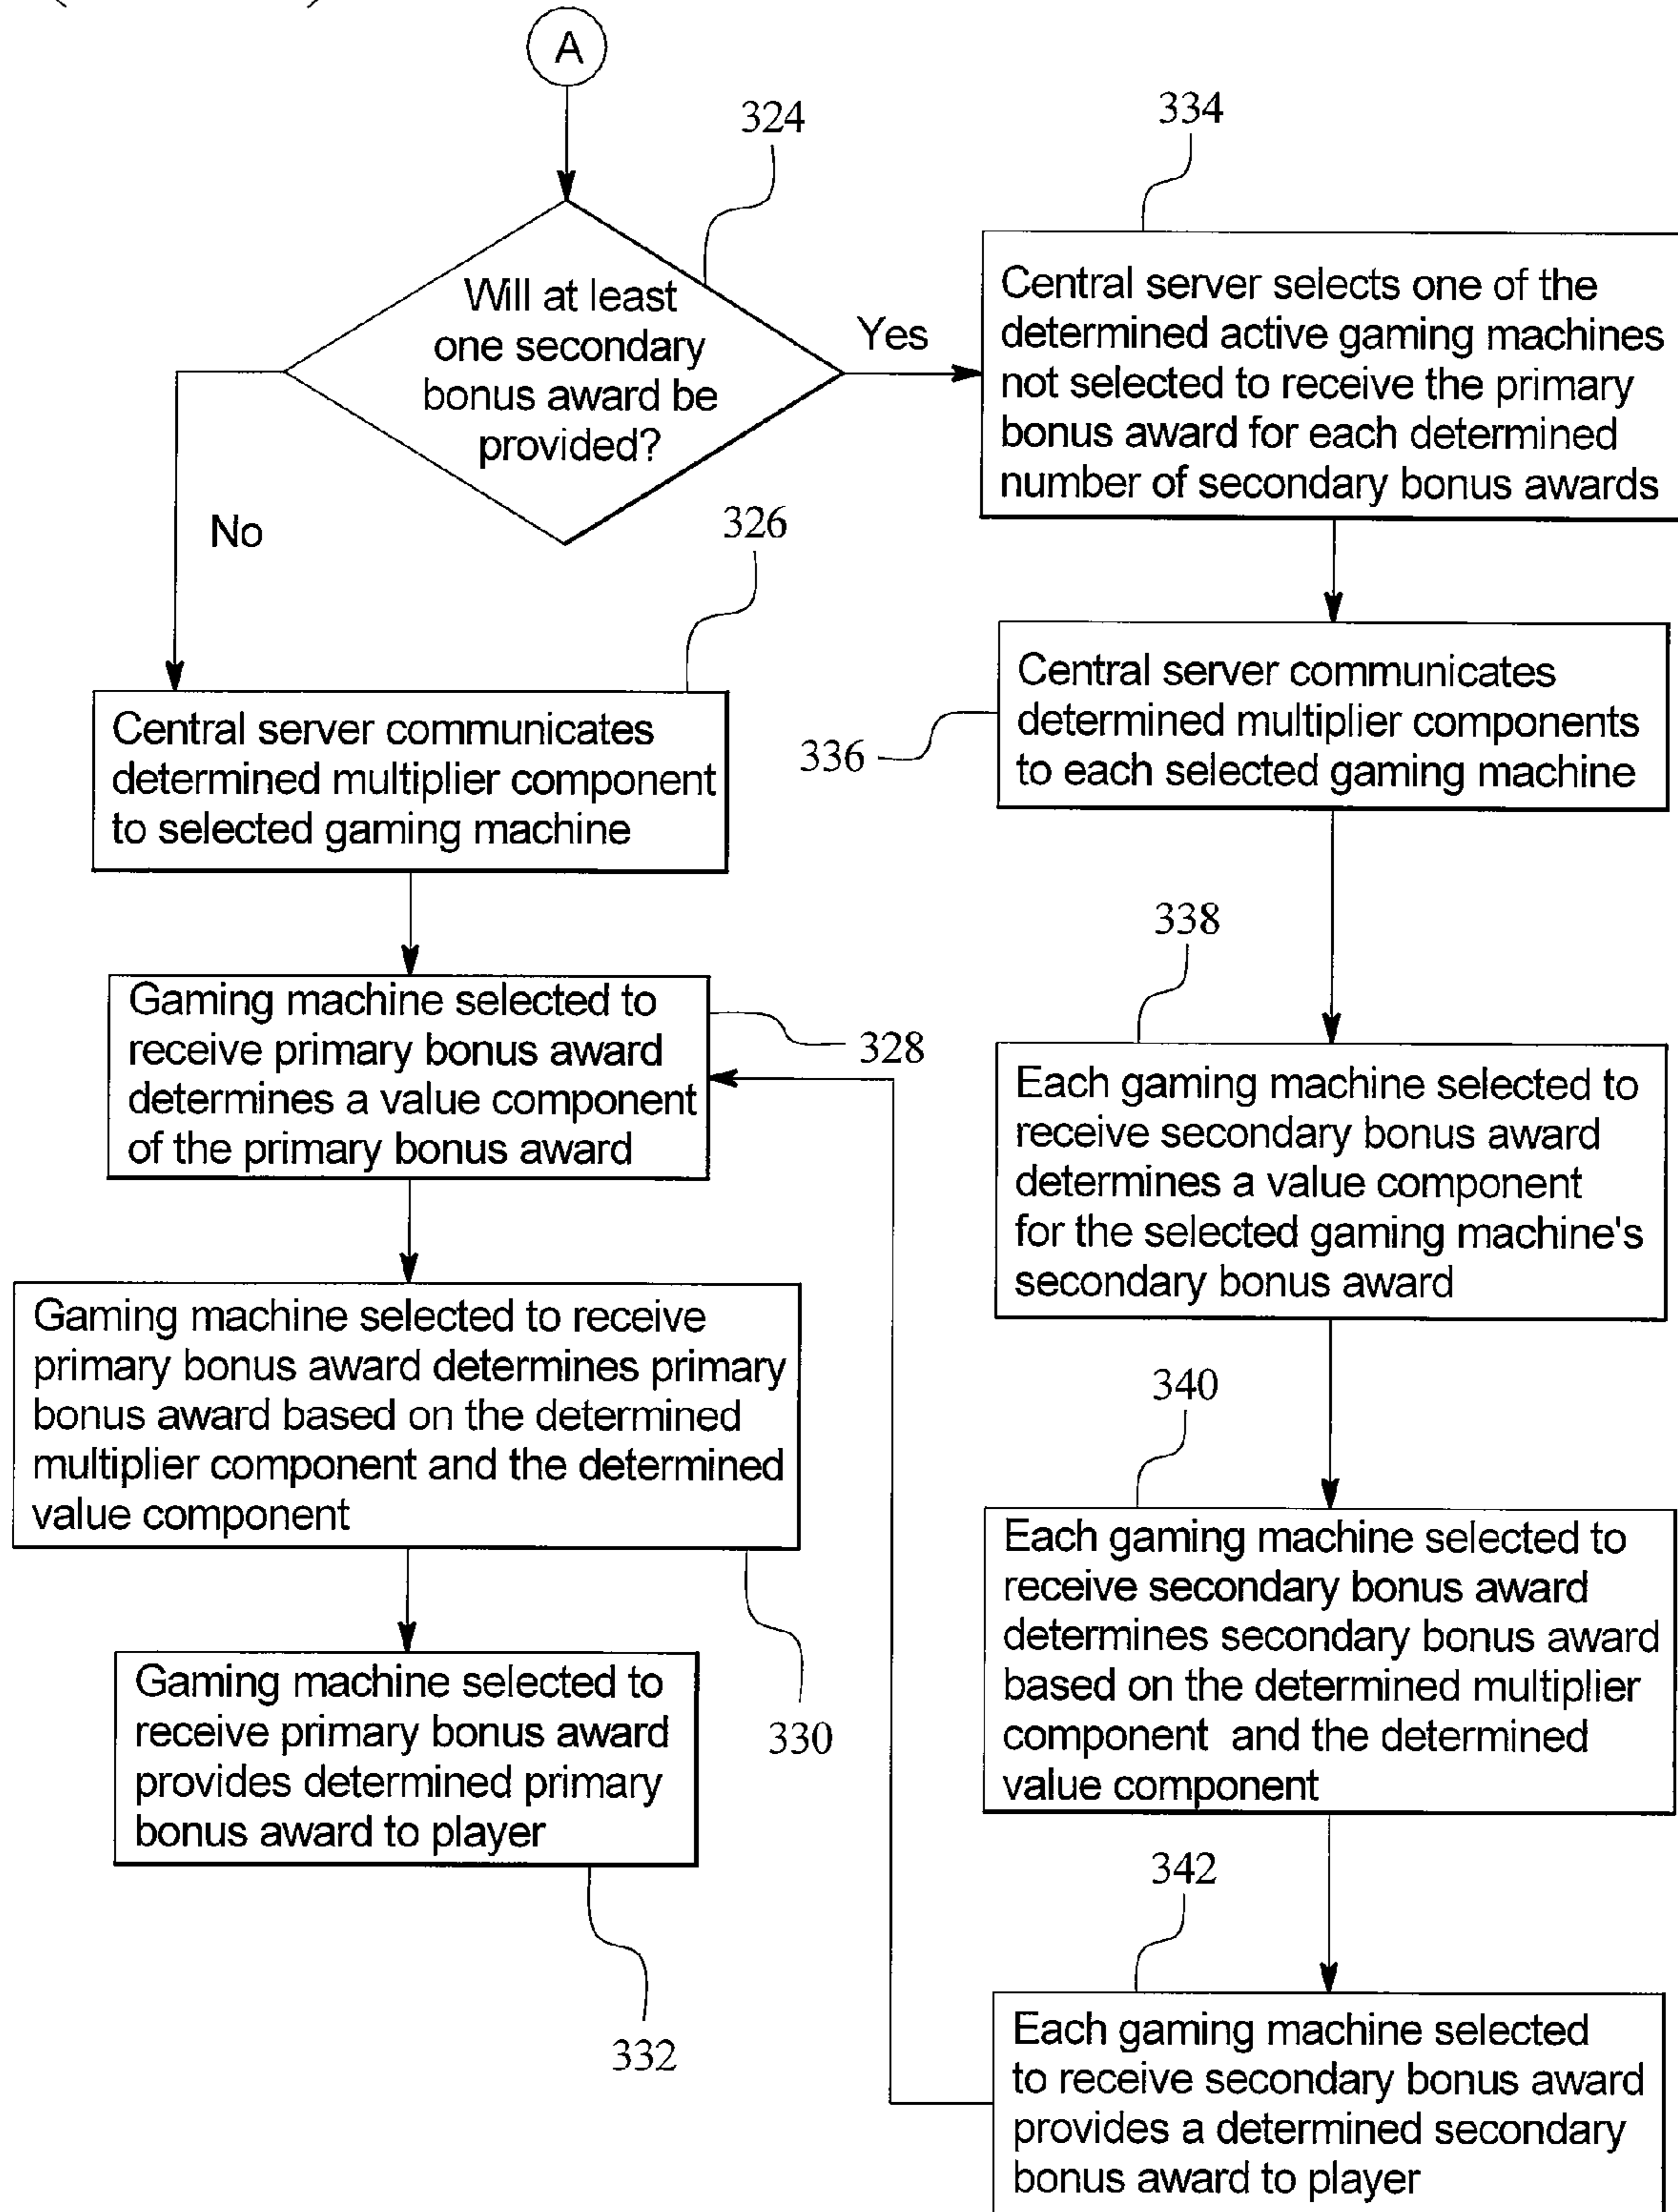 A
324
Will at least
one secondary
bonus award be
provided?
Yes
No
334
Central server selects one of the
determined active gaming machines
not selected to receive the primary
bonus award for each determined
number of secondary bonus awards
326
Central server communicates
determined multiplier component
to selected gaming machine
336
Central server communicates
determined multiplier components
to each selected gaming machine
328
Gaming machine selected to
receive primary bonus award
determines a value component
of the primary bonus award
338
Each gaming machine selected to
receive secondary bonus award
determines a value component
for the selected gaming machine's
secondary bonus award
Gaming machine selected to receive
primary bonus award determines primary
bonus award based on the determined
multiplier component and the determined
value component
330
340
Each gaming machine selected to
receive secondary bonus award
determines secondary bonus award
based on the determined multiplier
component and the determined
value component
Gaming machine selected to
receive primary bonus award
provides determined primary
bonus award to player
332
342
Each gaming machine selected
to receive secondary bonus award
provides a determined secondary
bonus award to player